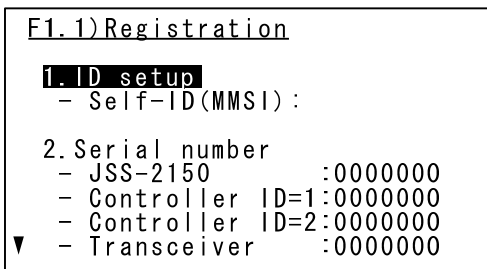 F1.1)Registration
1.ID setup
- Self-ID(MMSI):
2.Serial number
- JSS-2150 :0000000
- Controller ID=1:0000000
- Controller ID=2:0000000
▼ - Transceiver :0000000